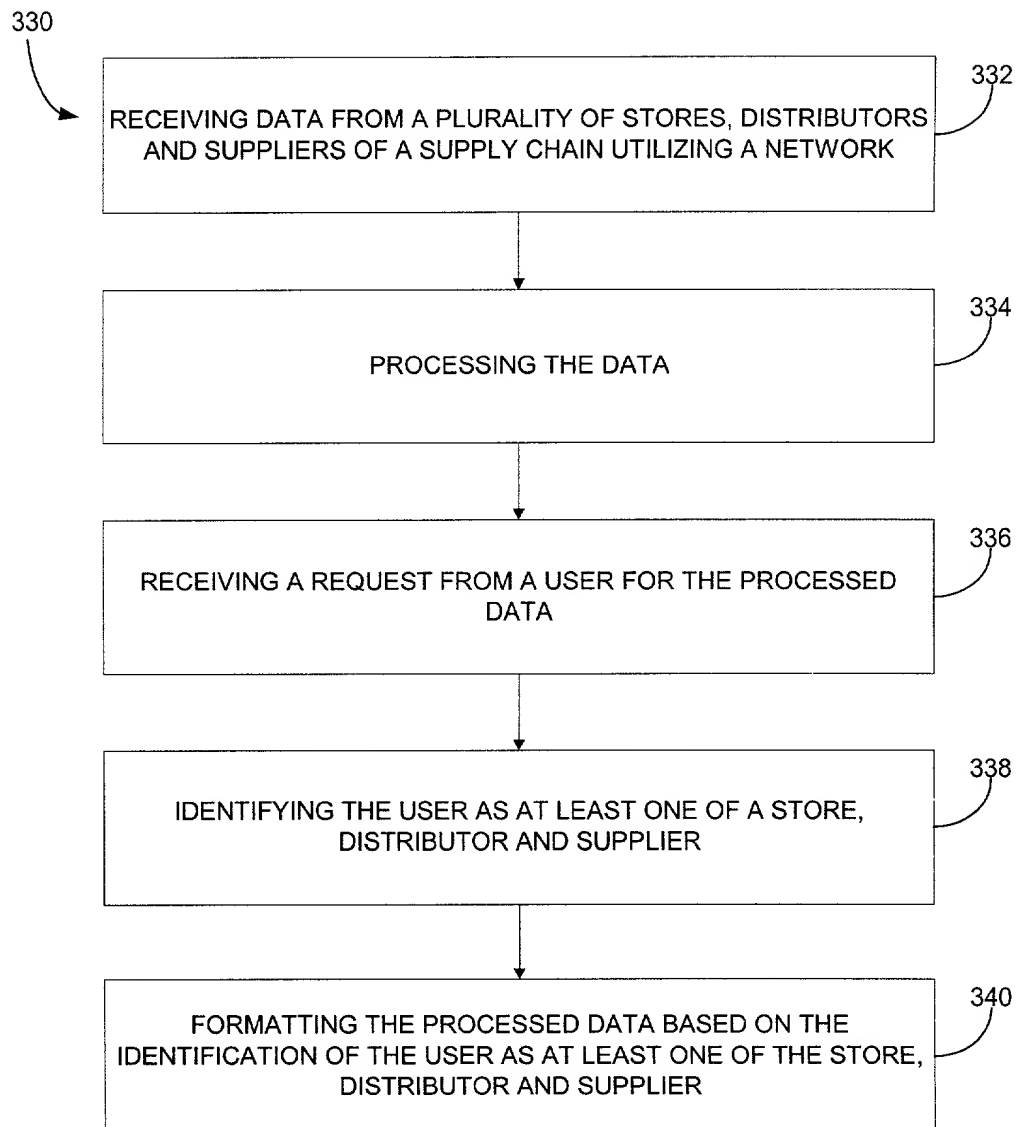 330
332
RECEIVING DATA FROM A PLURALITY OF STORES, DISTRIBUTORS
AND SUPPLIERS OF A SUPPLY CHAIN UTILIZING A NETWORK
334
PROCESSING THE DATA
336
RECEIVING A REQUEST FROM A USER FOR THE PROCESSED
DATA
338
IDENTIFYING THE USER AS AT LEAST ONE OF A STORE,
DISTRIBUTOR AND SUPPLIER
340
FORMATTING THE PROCESSED DATA BASED ON THE
IDENTIFICATION OF THE USER AS AT LEAST ONE OF THE STORE,
DISTRIBUTOR AND SUPPLIER